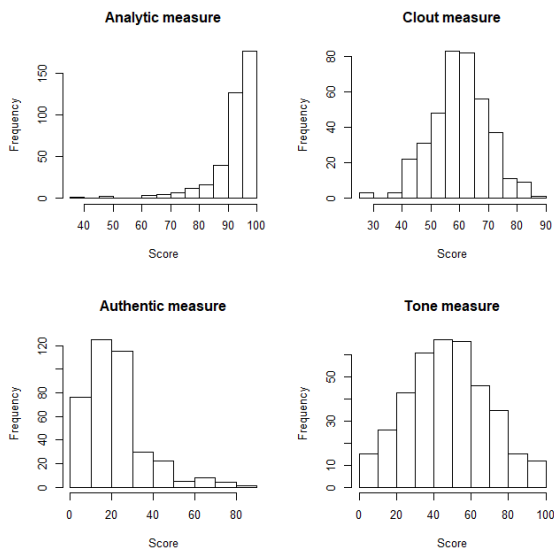 Analytic measure
Frequency
0 50 100 150
40 50 60 70 80 90 100
Score
Clout measure
Frequency
0 20 40 60 80
30 40 50 60 70 80 90
Score
Authentic measure
Frequency
0 20 40 60 80 120
0 20 40 60 80
Score
Tone measure
Frequency
0 10 30 50
0 20 40 60 80 100
Score